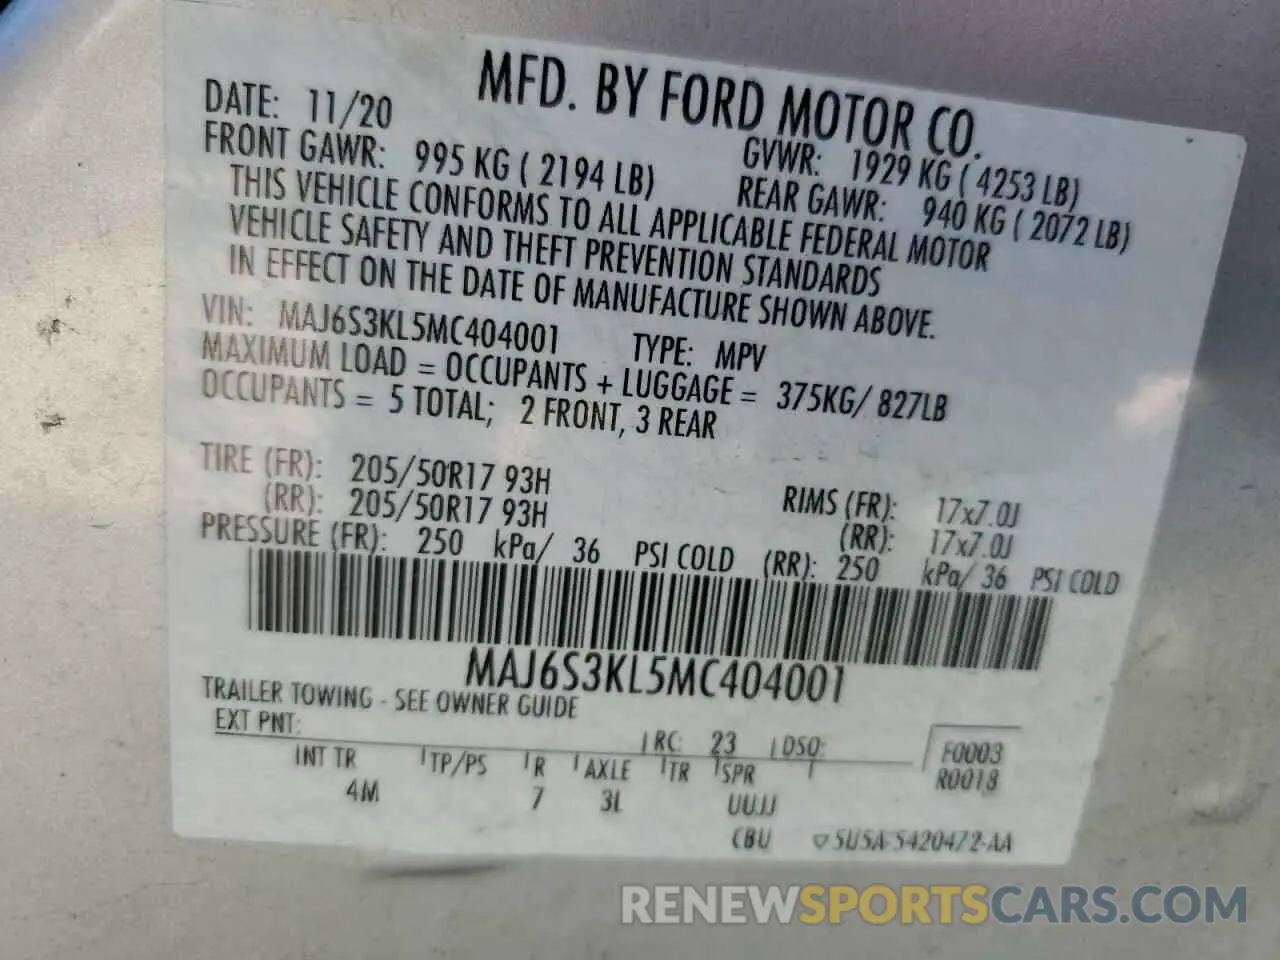 MFD. BY FORD MOTOR CO.
DATE: 11/20 GVWR: 1929 KG ( 4253 LB)
FRONT GAWR: 995 KG ( 2194 LB) REAR GAWR: 940 KG ( 2072 LB)
THIS VEHICLE CONFORMS TO ALL APPLICABLE FEDERAL MOTOR
VEHICLE SAFETY AND THEFT PREVENTION STANDARDS
IN EFFECT ON THE DATE OF MANUFACTURE SHOWN ABOVE.
VIN: MAJ6S3KL5MC404001 TYPE: MPV
MAXIMUM LOAD = OCCUPANTS + LUGGAGE = 375KG/ 827LB
OCCUPANTS = 5 TOTAL; 2 FRONT, 3 REAR
TIRE (FR): 205/50R17 93H RIMS (FR): 17x7.0J
(RR): 205/50R17 93H (RR): 17x7.0J
PRESSURE (FR): 250 kPa/ 36 PSI COLD (RR): 250 kPa/ 36 PSI COLD
MAJ6S3KL5MC404001
TRAILER TOWING - SEE OWNER GUIDE
EXT PNT: RC: 23 DSO: F0003
INT TR TP/PS R AXLE TR SPR R0018
4M 7 3L UUJJ
CBU 5U5A-5420472-AA
RENEWSPORTSCARS.COM